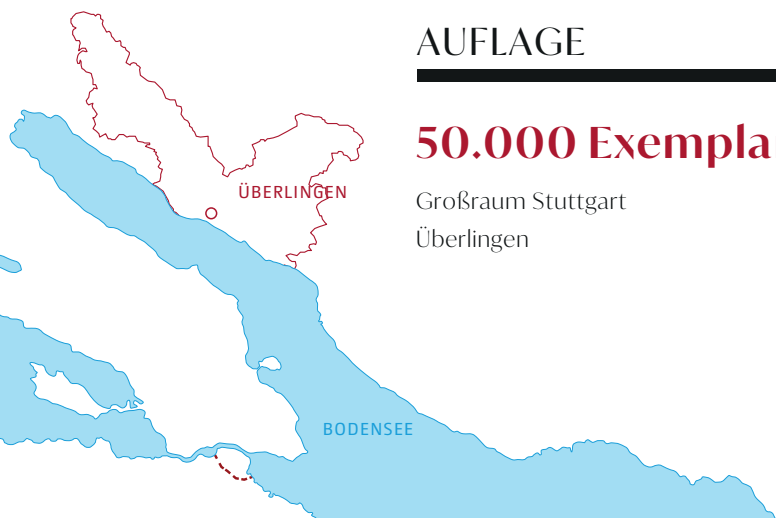 AUFLAGE
50.000 Exempla
Großraum Stuttgart
Überlingen
ÜBERLINGEN
BODENSEE